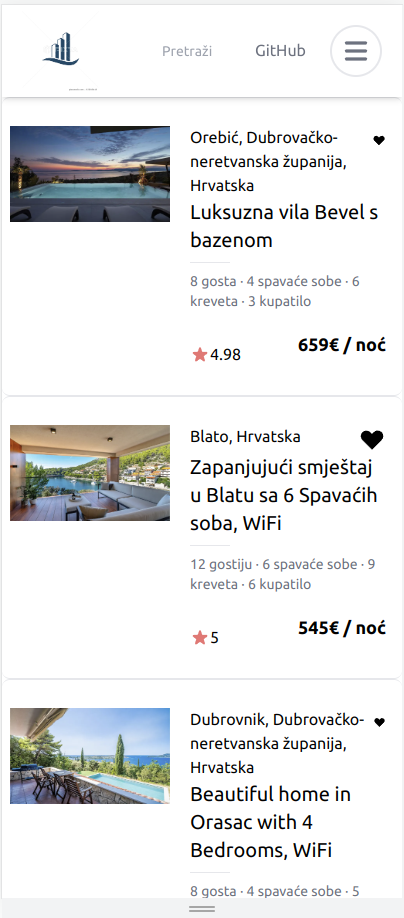 Pretraži
GitHub
Orebić, Dubrovačko-
neretvanska županija,
Hrvatska
Luksuzna vila Bevel s
bazenom
8 gosta · 4 spavaće sobe · 6
kreveta · 3 kupatilo
4.98
659€ / noć
Blato, Hrvatska
Zapanjujući smještaj
u Blatu sa 6 Spavaćih
soba, WiFi
12 gostiju · 6 spavaće sobe · 9
kreveta · 6 kupatilo
5
545€ / noć
Dubrovnik, Dubrovačko-
neretvanska županija,
Hrvatska
Beautiful home in
Orasac with 4
Bedrooms, WiFi
8 gosta · 4 spavaće sobe · 5